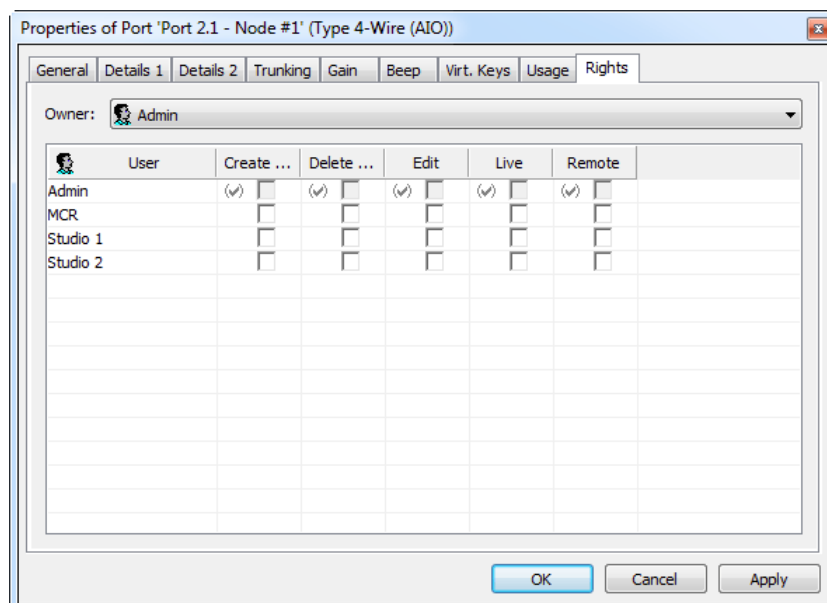 Properties of Port 'Port 2.1 - Node #1' (Type 4-Wire (AIO))
General Details 1 Details 2 Trunking Gain Beep Virt. Keys Usage Rights
Owner: Admin
User Create ... Delete ... Edit Live Remote
Admin
MCR
Studio 1
Studio 2
OK Cancel Apply